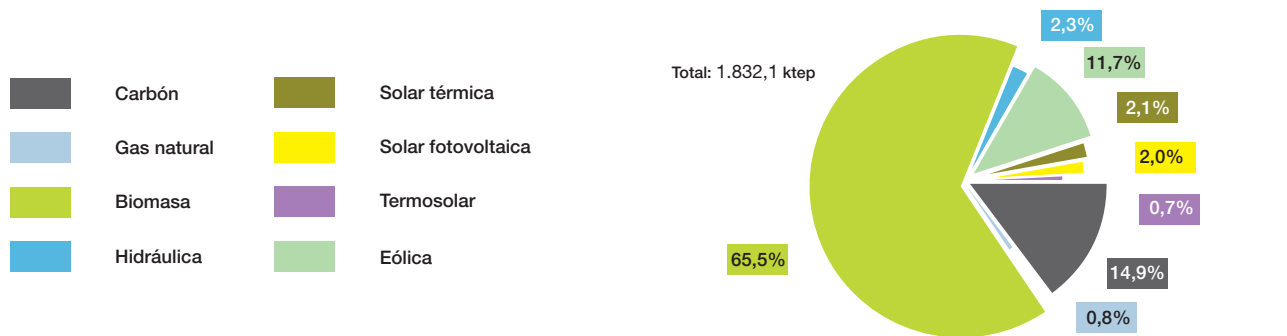 Carbón
Gas natural
Biomasa
Hidráulica
Solar térmica
Solar fotovoltaica
Termosolar
Eólica
Total: 1.832,1 ktep
2,3%
11,7%
2,1%
2,0%
0,7%
14,9%
0,8%
65,5%